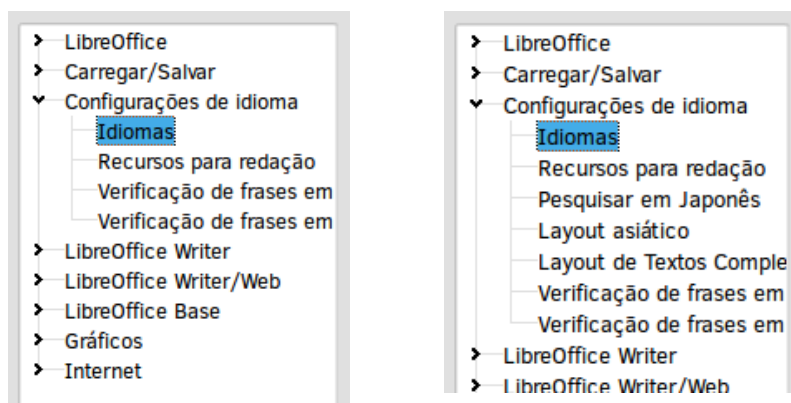 LibreOffice
Carregar/Salvar
Configurações de idioma
Idiomas
Recursos para redação
Verificação de frases em
Verificação de frases em
LibreOffice Writer
LibreOffice Writer/Web
LibreOffice Base
Gráficos
Internet
LibreOffice
Carregar/Salvar
Configurações de idioma
Idiomas
Recursos para redação
Pesquisar em Japonês
Layout asiático
Layout de Textos Comple
Verificação de frases em
Verificação de frases em
LibreOffice Writer
LibreOffice Writer/Web